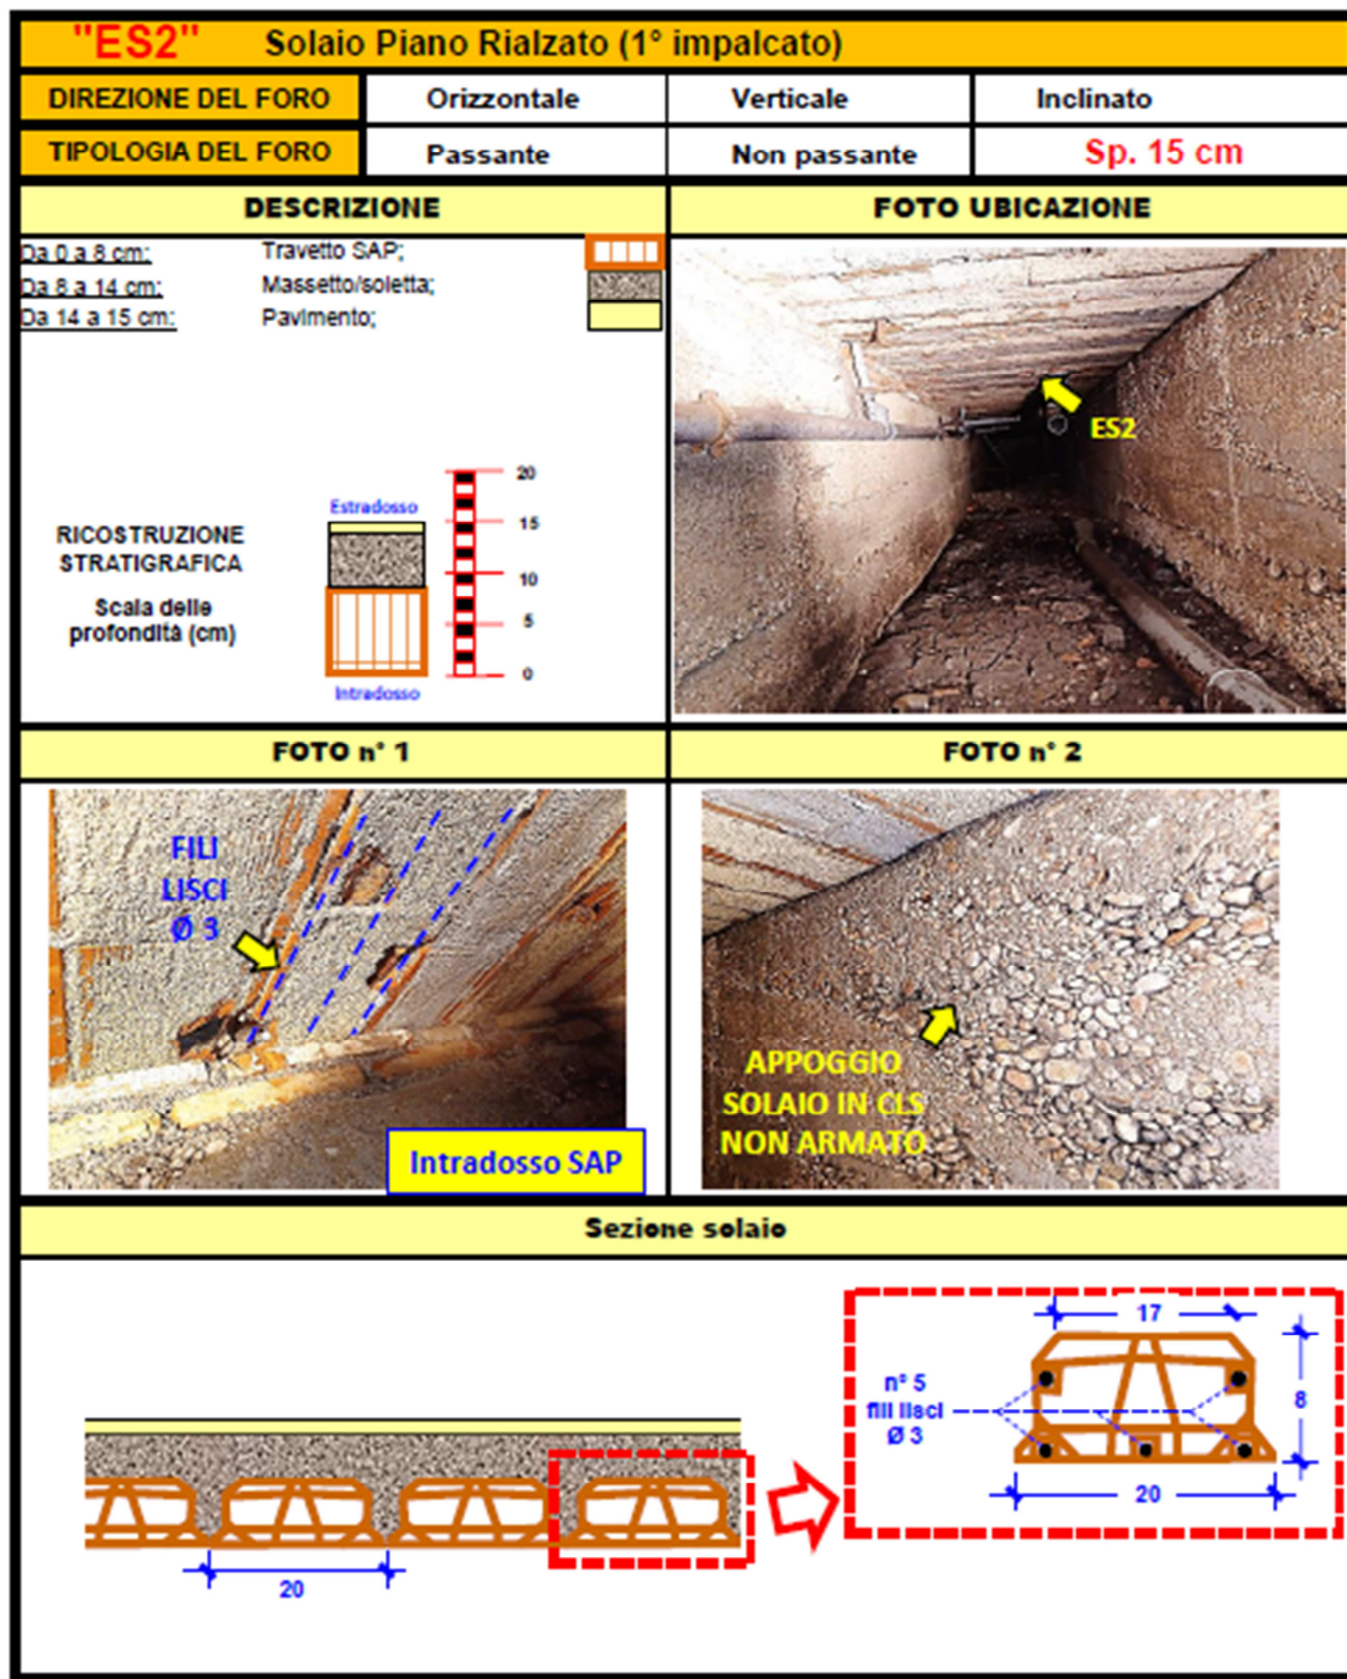 "ES2" Solaio Piano Rialzato (1° impalcato)
DIREZIONE DEL FORO Orizzontale Verticale Inclinato
TIPOLOGIA DEL FORO Passante Non passante Sp. 15 cm
DESCRIZIONE
Da 0 a 8 cm: Travetto SAP;
Da 8 a 14 cm: Massetto/soletta;
Da 14 a 15 cm: Pavimento;
RICOSTRUZIONE
STRATIGRAFICA
Scala delle
profondità (cm)
Estradosso
Intradosso
20
15
10
5
0
FOTO UBICAZIONE
ES2
FOTO n° 1
FILI
LISCI
Ø 3
Intradosso SAP
FOTO n° 2
APPOGGIO
SOLAIO IN CLS
NON ARMATO
Sezione solaio
20
17
n° 5
fili lisci
Ø 3
8
20